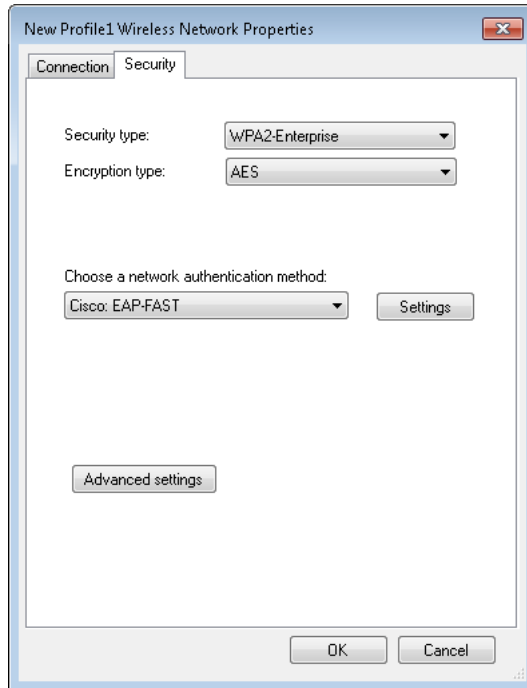 New Profile1 Wireless Network Properties
Connection Security
Security type: WPA2-Enterprise
Encryption type: AES
Choose a network authentication method:
Cisco: EAP-FAST Settings
Advanced settings
OK Cancel